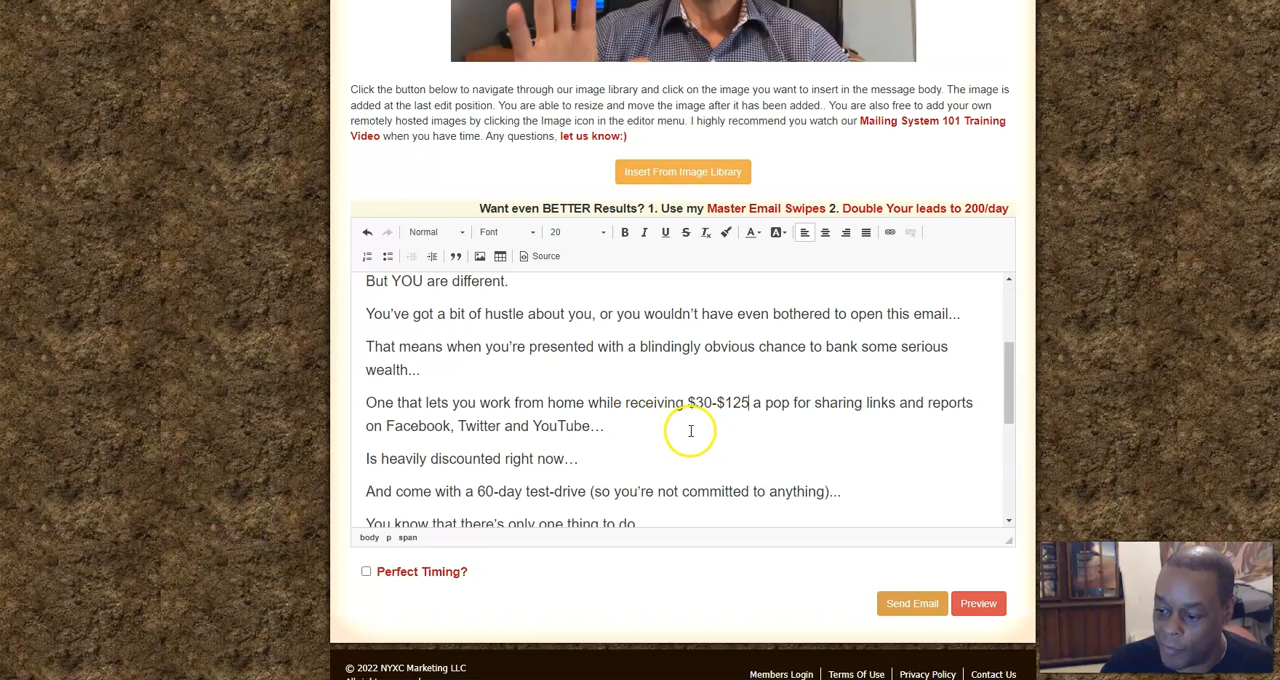 Click the button below to navigate through our image library and click on the image you want to insert in the message body. The image is
added at the last edit position. You are able to resize and move the image after it has been added.. You are also free to add your own
remotely hosted images by clicking the Image icon in the editor menu. I highly recommend you watch our Mailing System 101 Training
Video when you have time. Any questions, let us know:)
Insert From Image Library
Want even BETTER Results? 1. Use my Master Email Swipes 2. Double Your leads to 200/day
Normal Font 20 B I U S Tx A A
Source
But YOU are different.
You've got a bit of hustle about you, or you wouldn't have even bothered to open this email...
That means when you're presented with a blindingly obvious chance to bank some serious
wealth...
One that lets you work from home while receiving $30-$125 a pop for sharing links and reports
on Facebook, Twitter and YouTube…
Is heavily discounted right now…
And come with a 60-day test-drive (so you're not committed to anything)...
You know that there's only one thing to do
body p span
Perfect Timing?
Send Email Preview
© 2022 NYXC Marketing LLC
Members Login Terms Of Use Privacy Policy Contact Us